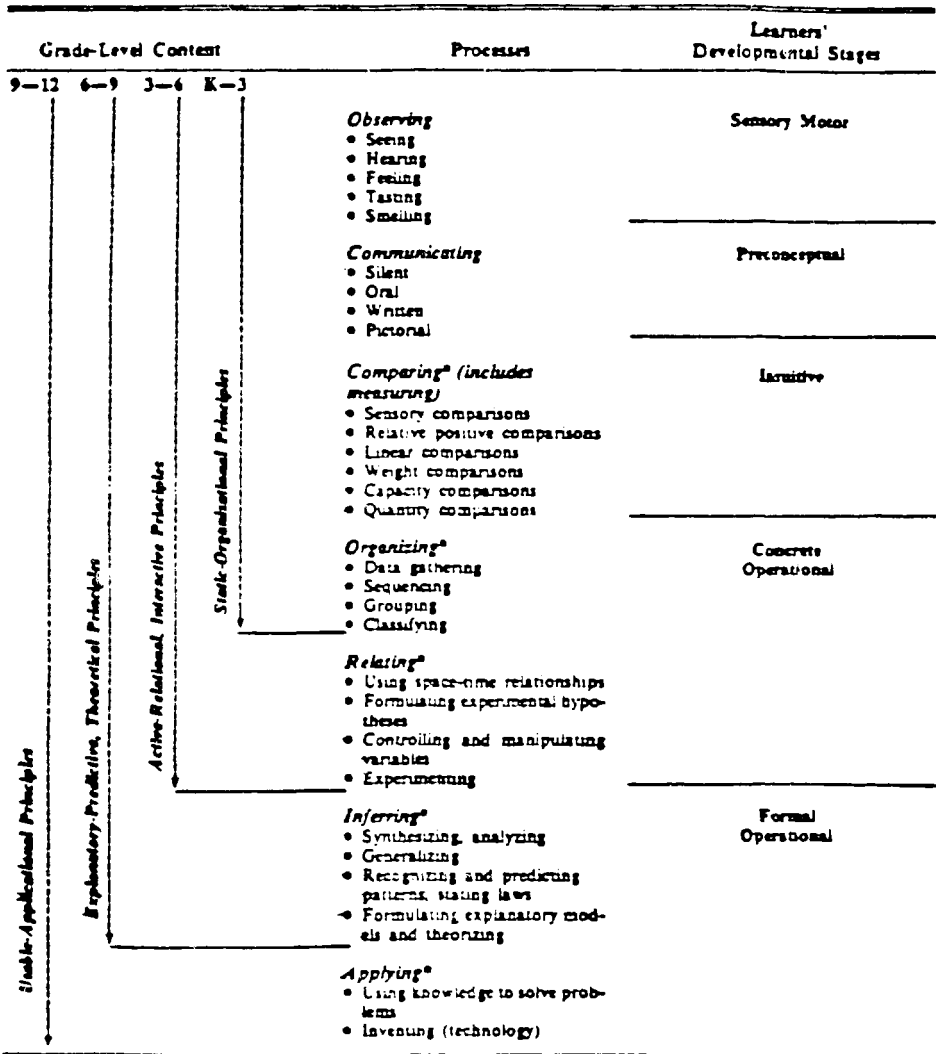 Grade-Level Content
Processes
Learners'
Developmental Stages
9—12 6—9 3—6 K—3
Observing
• Seeing
• Hearing
• Feeling
• Tasting
• Smelling
Sensory Motor
Communicating
• Silent
• Oral
• Written
• Pictorial
Preconceptual
Comparing* (includes
measuring)
• Sensory comparisons
• Relative positive comparisons
• Linear comparisons
• Weight comparisons
• Capacity comparisons
• Quantity comparisons
Intuitive
Organizing*
• Data gathering
• Sequencing
• Grouping
• Classifying
Concrete
Operational
Relating*
• Using space-time relationships
• Formulating experimental hypo-
theses
• Controlling and manipulating
variables
• Experimenting
Inferring*
• Synthesizing, analyzing
• Generalizing
• Recognizing and predicting
patterns, stating laws
• Formulating explanatory mod-
els and theorizing
Formal
Operational
Applying*
• Using knowledge to solve prob-
lems
• Inventing (technology)
Usable-Applicational Principles
Explanatory-Predictive, Theoretical Principles
Active-Relational, Interactive Principles
Static-Organizational Principles